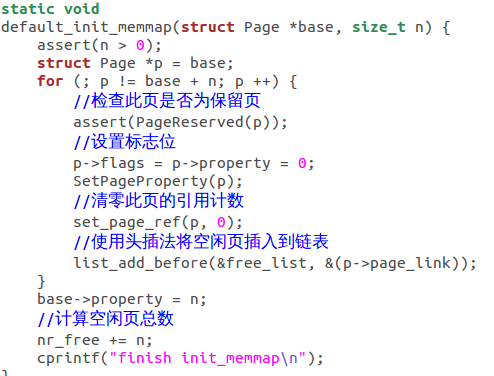 static void
default_init_memmap(struct Page *base, size_t n) {
    assert(n > 0);
    struct Page *p = base;
    for (; p != base + n; p ++) {
        //检查此页是否为保留页
        assert(PageReserved(p));
        //设置标志位
        p->flags = p->property = 0;
        SetPageProperty(p);
        //清零此页的引用计数
        set_page_ref(p, 0);
        //使用头插法将空闲页插入到链表
        list_add_before(&free_list, &(p->page_link));
    }
    base->property = n;
    //计算空闲页总数
    nr_free += n;
    cprintf("finish init_memmap\n");
}